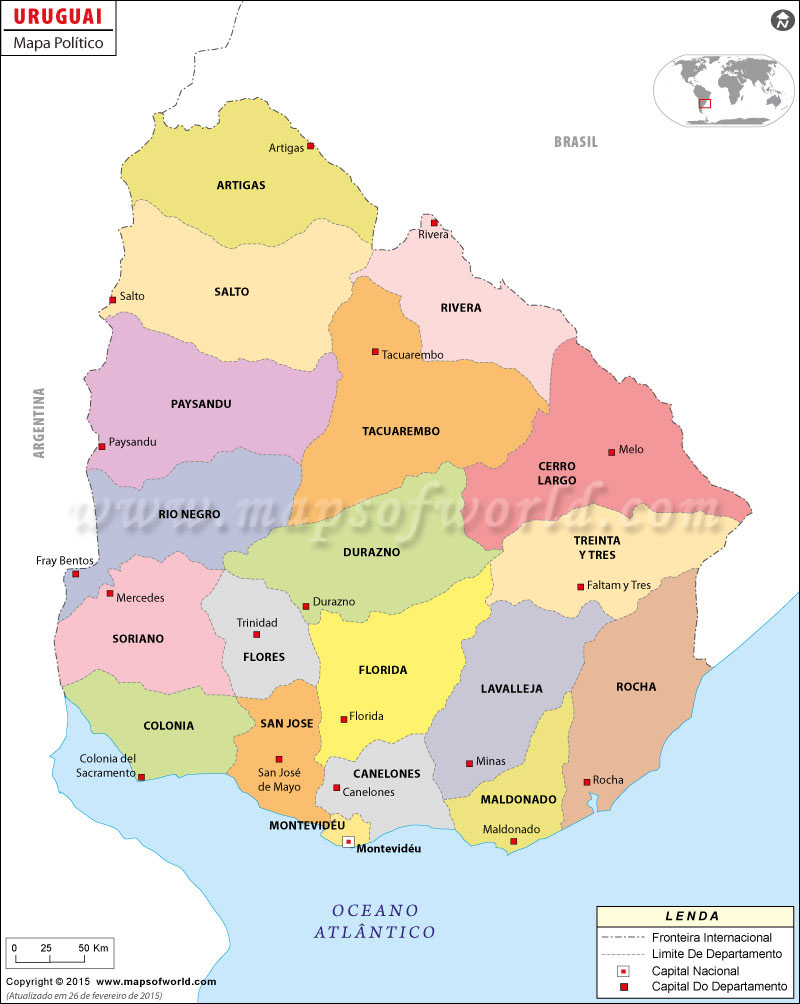 URUGUAI
Mapa Político
N
BRASIL
Artigas
ARTIGAS
Rivera
SALTO
Salto
RIVERA
Tacuarembo
ARGENTINA
PAYSANDU
Paysandu
TACUAREMBO
Melo
CERRO
LARGO
RIO NEGRO
www.mapsofworld.com
DURAZNO
TREINTA
Y TRES
Fray Bentos
Faltam y Tres
Mercedes
Durazno
Trinidad
SORIANO
FLORES
FLORIDA
LAVALLEJA
ROCHA
Florida
COLONIA
SAN JOSE
Colonia del
Sacramento
San José
de Mayo
CANELONES
Canelones
Minas
Rocha
MALDONADO
MONTEVIDÉU
Maldonado
Montevidéu
OCEANO
ATLÂNTICO
LENDA
Fronteira Internacional
Limite De Departamento
Capital Nacional
Capital Do Departamento
0 25 50 Km
Copyright © 2015 www.mapsofworld.com
(Atualizado em 26 de fevereiro de 2015)